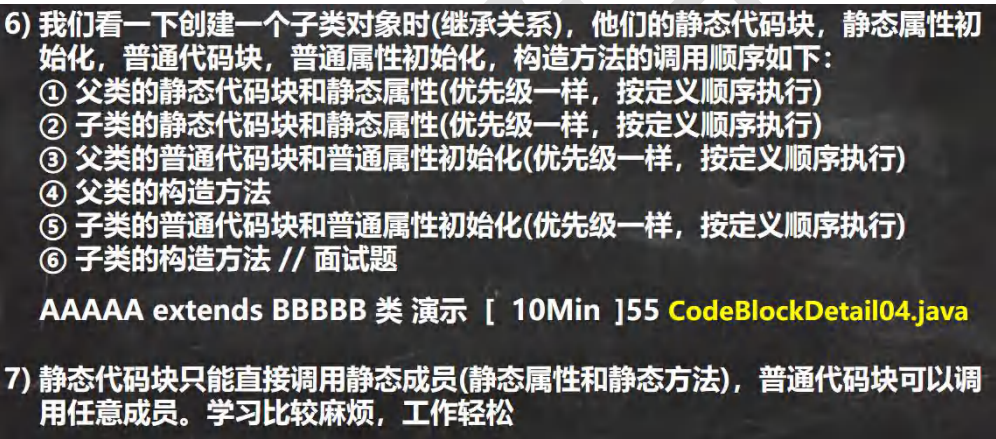 6) 我们看一下创建一个子类对象时(继承关系)，他们的静态代码块，静态属性初
始化，普通代码块，普通属性初始化，构造方法的调用顺序如下：
① 父类的静态代码块和静态属性(优先级一样，按定义顺序执行)
② 子类的静态代码块和静态属性(优先级一样，按定义顺序执行)
③ 父类的普通代码块和普通属性初始化(优先级一样，按定义顺序执行)
④ 父类的构造方法
⑤ 子类的普通代码块和普通属性初始化(优先级一样，按定义顺序执行)
⑥ 子类的构造方法 // 面试题
AAAAA extends BBBBB 类 演示 [ 10Min ]55 CodeBlockDetail04.java
7) 静态代码块只能直接调用静态成员(静态属性和静态方法)，普通代码块可以调
用任意成员。学习比较麻烦，工作轻松